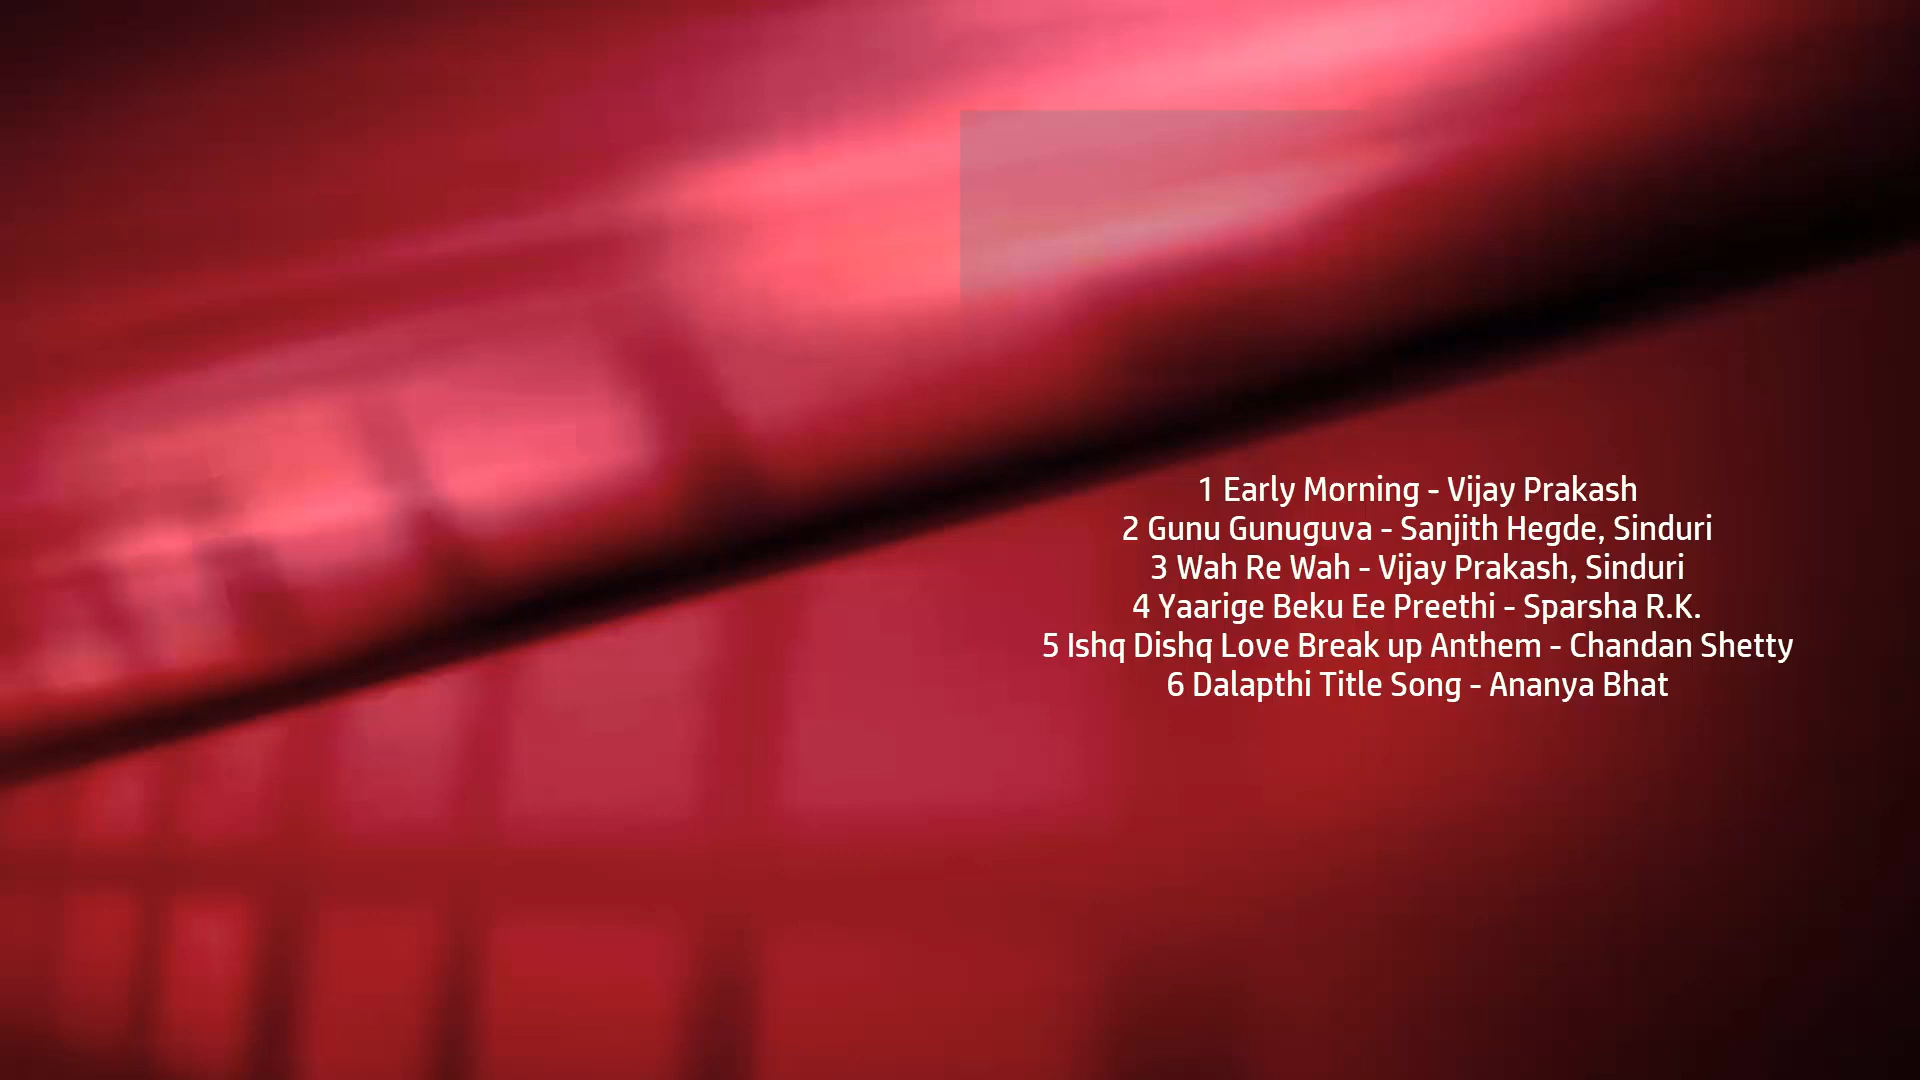 1 Early Morning - Vijay Prakash
2 Gunu Gunuguva - Sanjith Hegde, Sinduri
3 Wah Re Wah - Vijay Prakash, Sinduri
4 Yaarige Beku Ee Preethi - Sparsha R.K.
5 Ishq Dishq Love Break up Anthem - Chandan Shetty
6 Dalapthi Title Song - Ananya Bhat